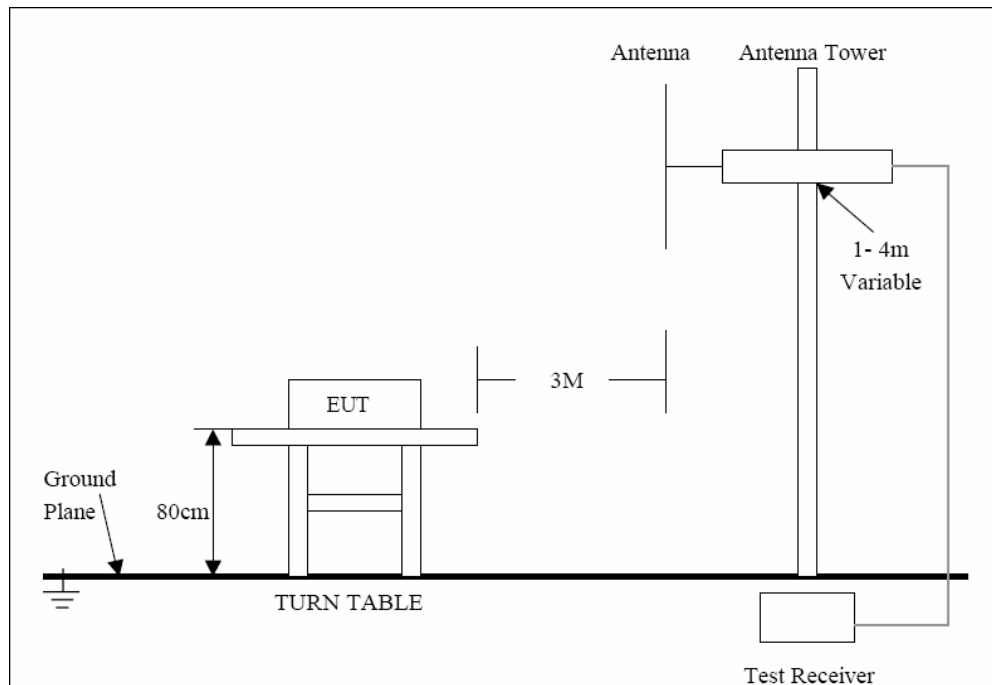 Antenna
Antenna Tower
1- 4m
Variable
3M
EUT
Ground
Plane
80cm
TURN TABLE
Test Receiver